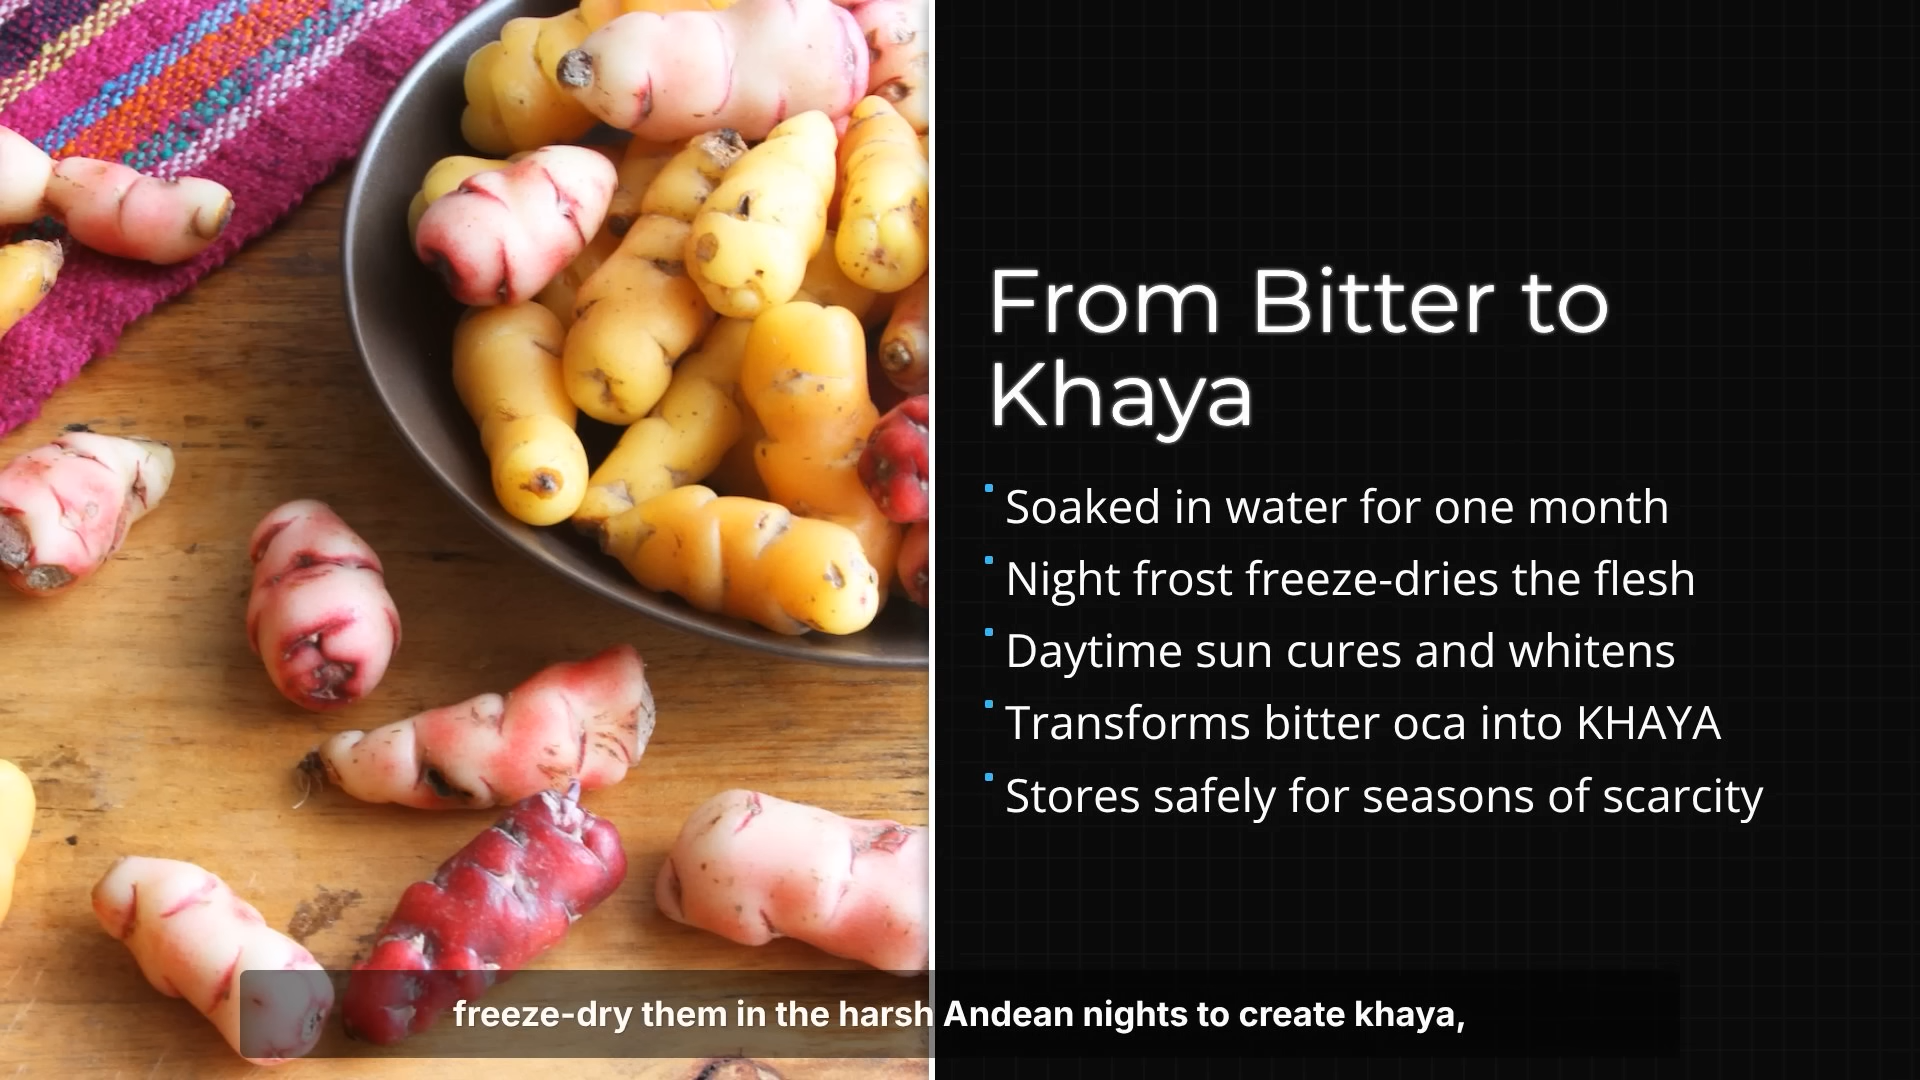 From Bitter to
Khaya
Soaked in water for one month
Night frost freeze-dries the flesh
Daytime sun cures and whitens
Transforms bitter oca into KHAYA
Stores safely for seasons of scarcity
freeze-dry them in the harsh Andean nights to create khaya,